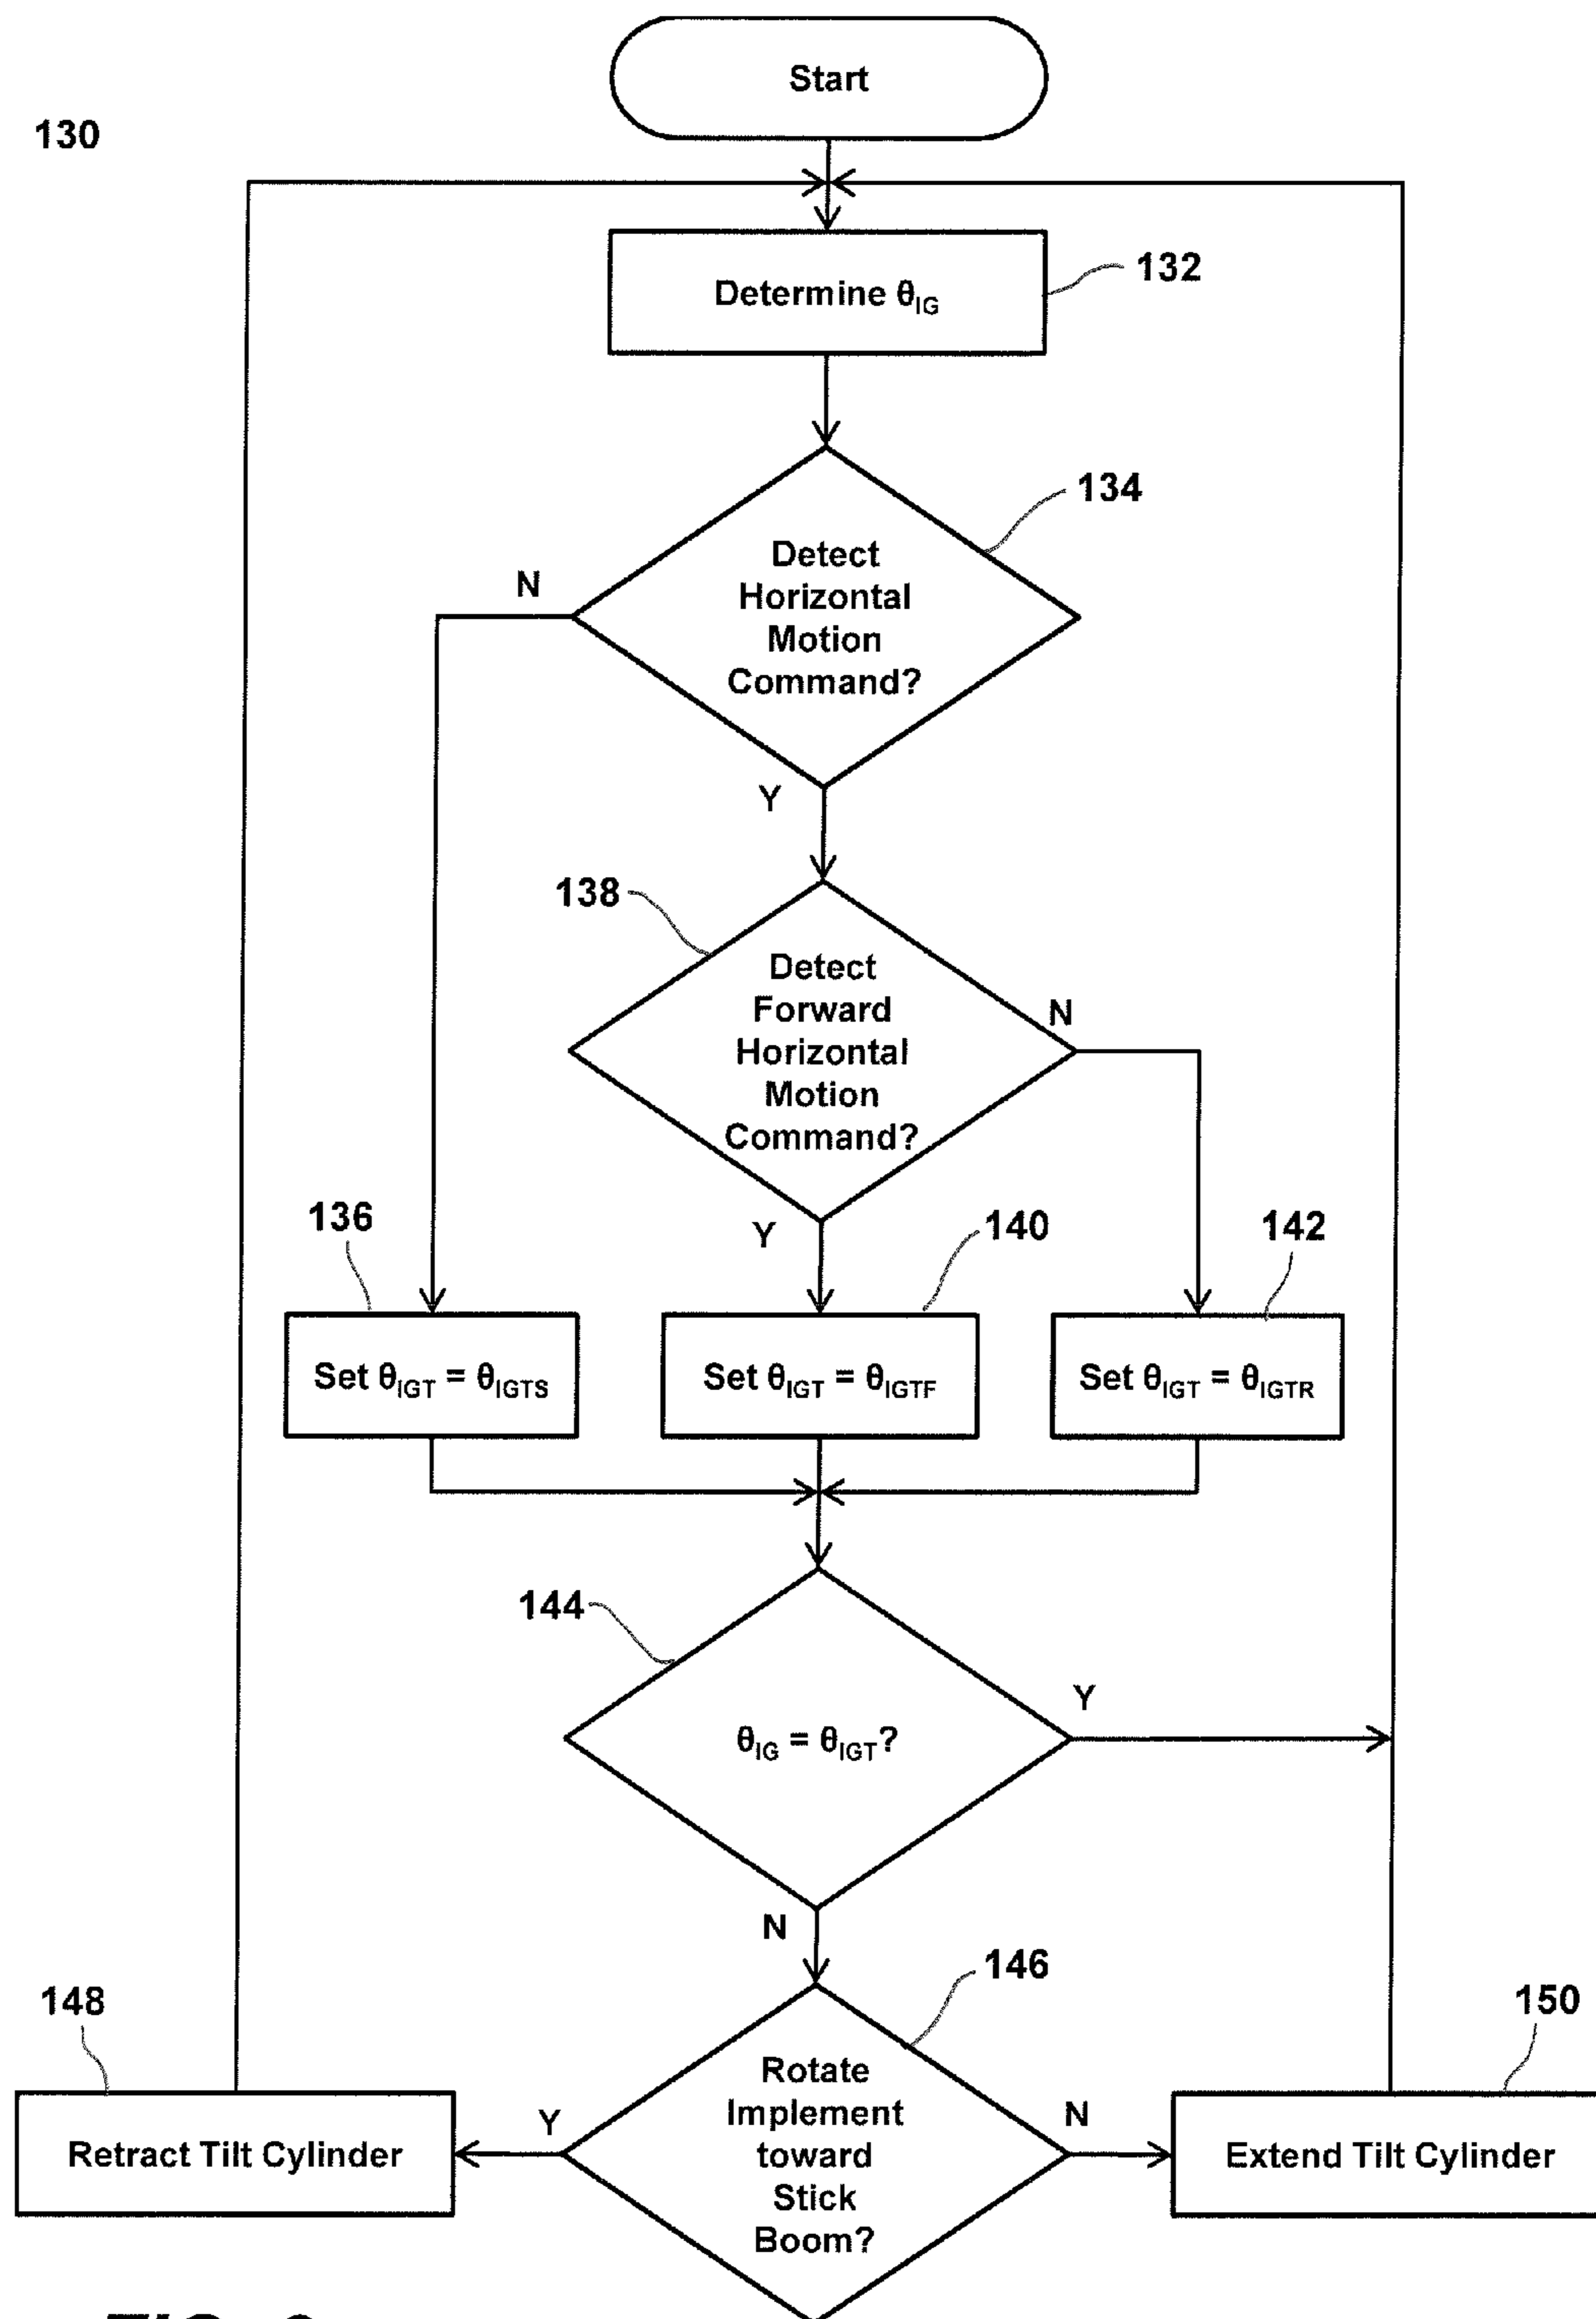 Start
130
Determine θIG
132
134
Detect
Horizontal
Motion
Command?
N
Y
138
Detect
Forward
Horizontal
Motion
Command?
N
Y
136
140
142
Set θIGT = θIGTS
Set θIGT = θIGTF
Set θIGT = θIGTR
144
θIG = θIGT?
Y
N
146
148
150
Rotate
Implement
toward
Stick
Boom?
Y
N
Retract Tilt Cylinder
Extend Tilt Cylinder